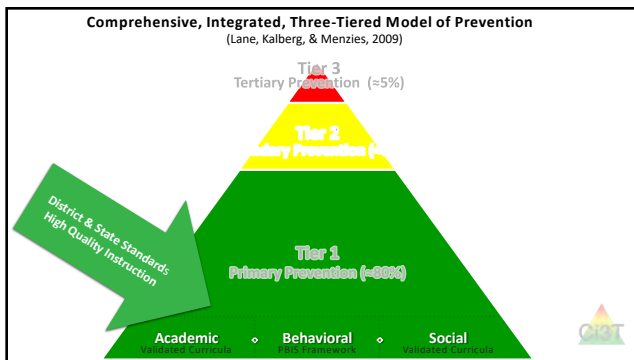 Comprehensive, Integrated, Three-Tiered Model of Prevention
(Lane, Kalberg, & Menzies, 2009)
Tier 3
Tertiary Prevention (≈5%)
Tier 2
Prevention
District & State Standards
High Quality Instruction
Tier 1
Primary Prevention (≈80%)
Academic ◇ Behavioral ◇ Social
Validated Curricula PBIS Framework Validated Curricula
Ci3T